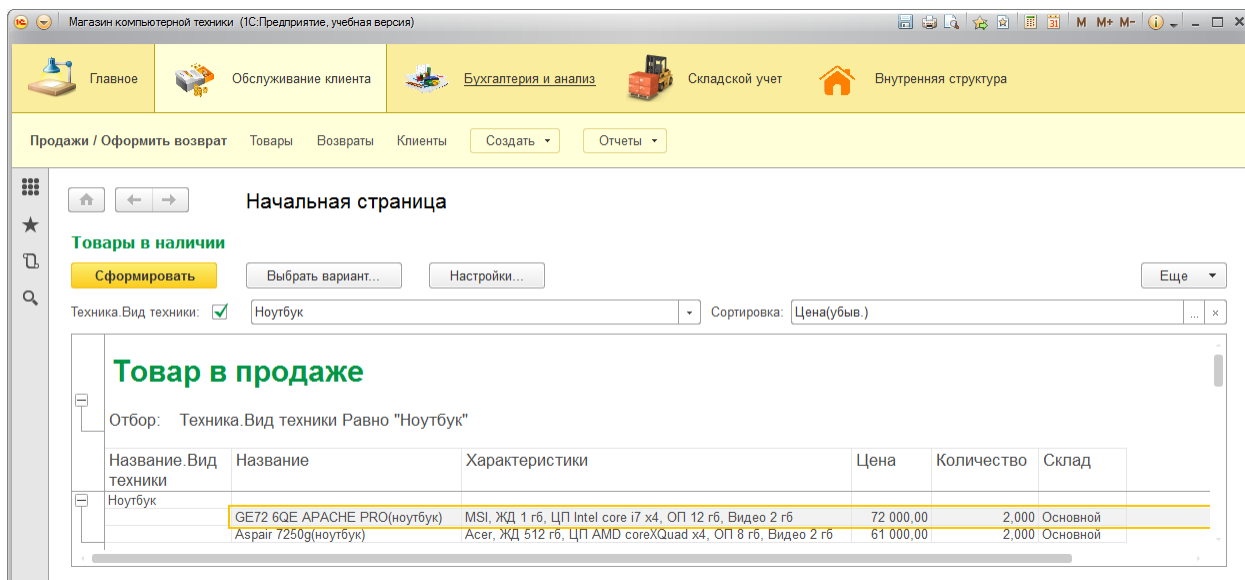 Магазин компьютерной техники (1С:Предприятие, учебная версия) M M+ M-
Главное Обслуживание клиента Бухгалтерия и анализ Складской учет Внутренняя структура
Продажи / Оформить возврат Товары Возвраты Клиенты Создать Отчеты
Начальная страница
Товары в наличии
Сформировать Выбрать вариант... Настройки... Еще
Техника.Вид техники: Ноутбук Сортировка: Цена(убыв.) ... ×
Товар в продаже
Отбор: Техника.Вид техники Равно "Ноутбук"
Название.Вид техники Название Характеристики Цена Количество Склад
Ноутбук
GE72 6QE APACHE PRO(ноутбук) MSI, ЖД 1 гб, ЦП Intel core i7 x4, ОП 12 гб, Видео 2 гб 72 000,00 2,000 Основной
Aspair 7250g(ноутбук) Acer, ЖД 512 гб, ЦП AMD coreXQuad x4, ОП 8 гб, Видео 2 гб 61 000,00 2,000 Основной